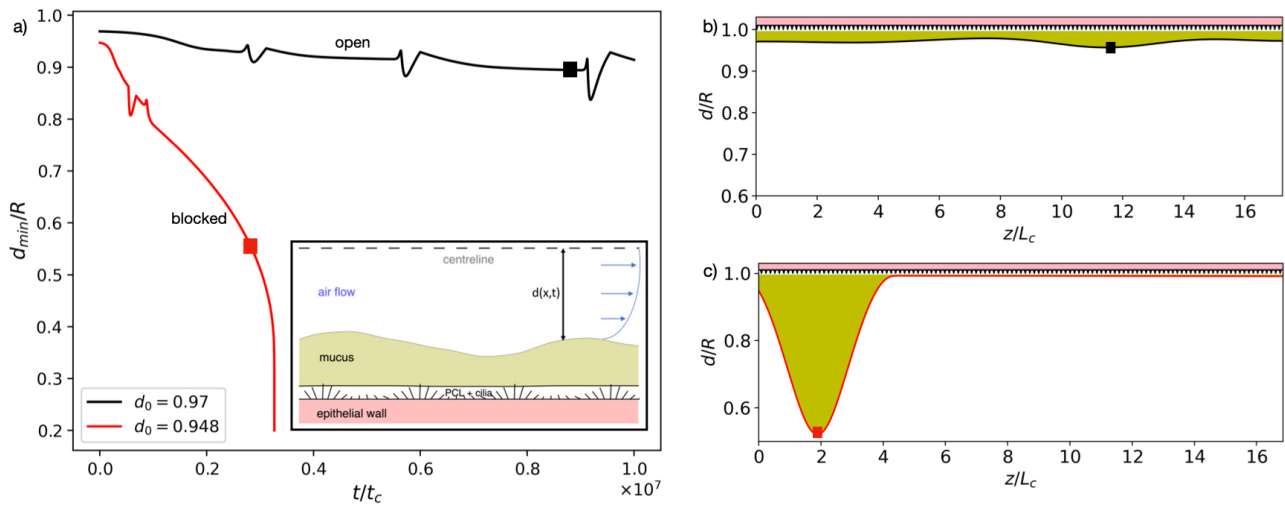 a)
1.0
0.9
0.8
0.7
0.6
0.5
0.4
0.3
0.2
d_min/R
open
blocked
centreline
air flow
d(x,t)
mucus
PCL + cilia
epithelial wall
d₀ = 0.97
d₀ = 0.948
0.0 0.2 0.4 0.6 0.8 1.0
×10⁷
t/t_c
b)
1.0
0.9
0.8
0.7
0.6
d/R
0 2 4 6 8 10 12 14 16
z/L_c
c)
1.0
0.8
0.6
d/R
0 2 4 6 8 10 12 14 16
z/L_c